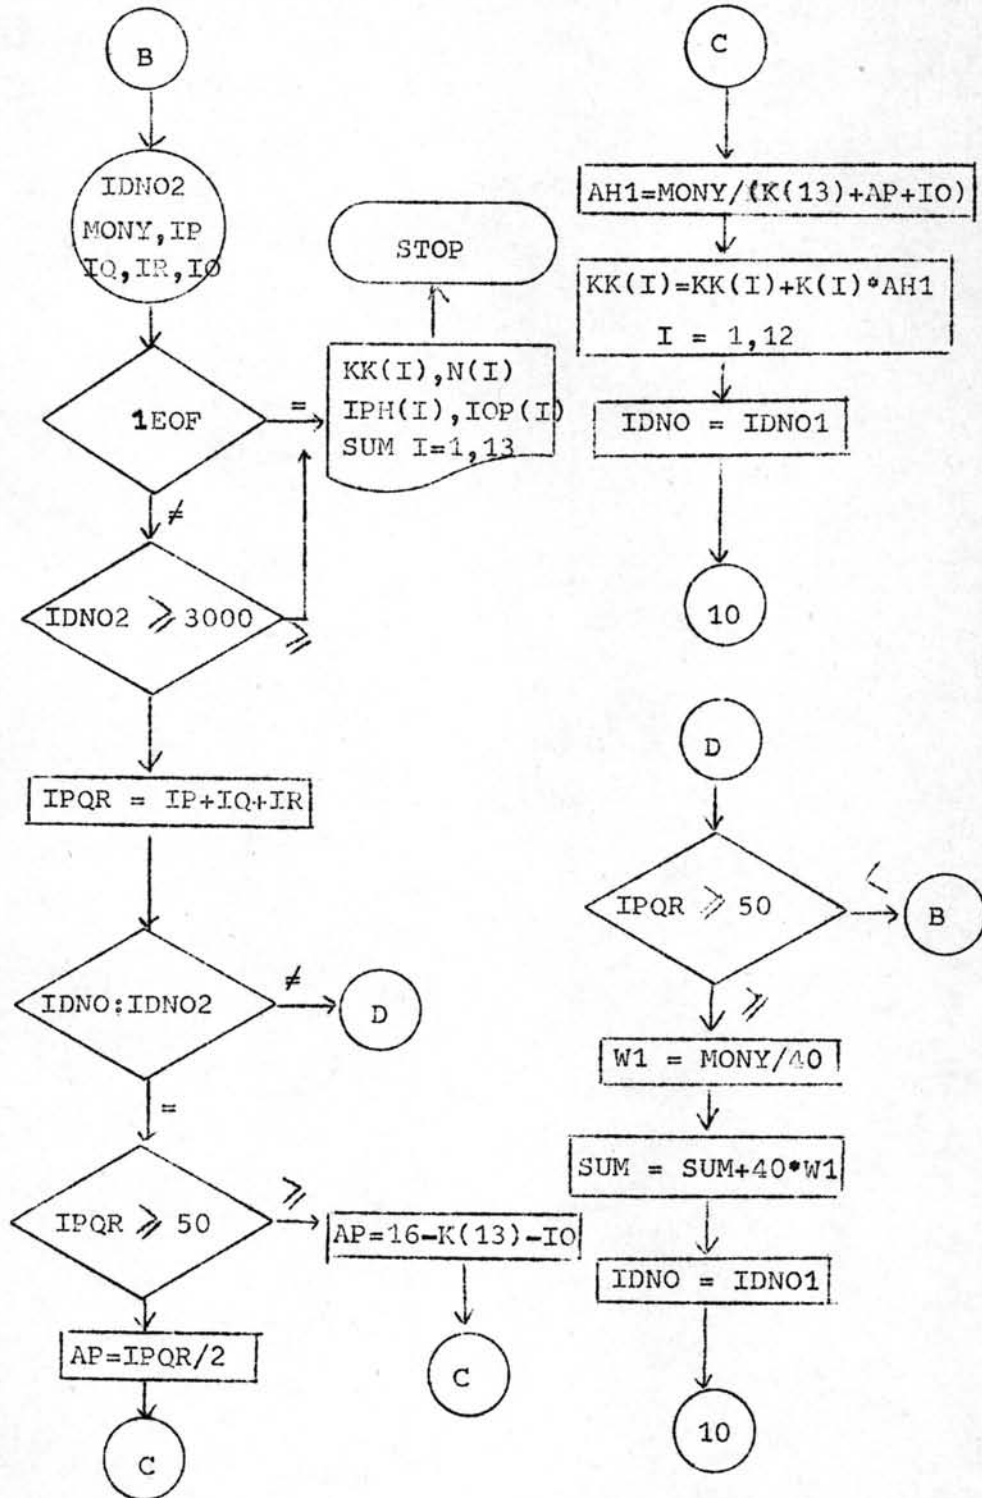 B
IDNO2
MONY,IP
IQ,IR,IO
1EOF
=
≠
STOP
KK(I),N(I)
IPH(I),IOP(I)
SUM I=1,13
IDNO2 ⩾ 3000
⩾
IPQR = IP+IQ+IR
IDNO:IDNO2
≠
D
=
IPQR ⩾ 50
⩾
AP=16-K(13)-IO
C
AP=IPQR/2
C
C
AH1=MONY/(K(13)+AP+IO)
KK(I)=KK(I)+K(I)*AH1
I = 1,12
IDNO = IDNO1
10
D
IPQR ⩾ 50
<
B
⩾
W1 = MONY/40
SUM = SUM+40*W1
IDNO = IDNO1
10